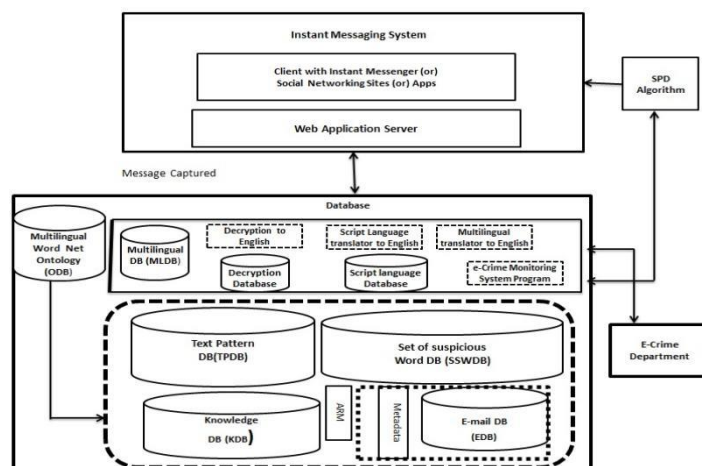 Instant Messaging System
Client with Instant Messenger (or)
Social Networking Sites (or) Apps
Web Application Server
SPD
Algorithm
Message Captured
Database
Multilingual
Word Net
Ontology
(ODB)
Multilingual
DB (MLDB)
Decryption to
English
Script Language
translator to English
Multilingual
translator to English
Decryption
Database
Script language
Database
e-Crime Monitoring
System Program
Text Pattern
DB(TPDB)
Set of suspicious
Word DB (SSWDB)
E-Crime
Department
Knowledge
DB (KDB)
ARM
Metadata
E-mail DB
(EDB)